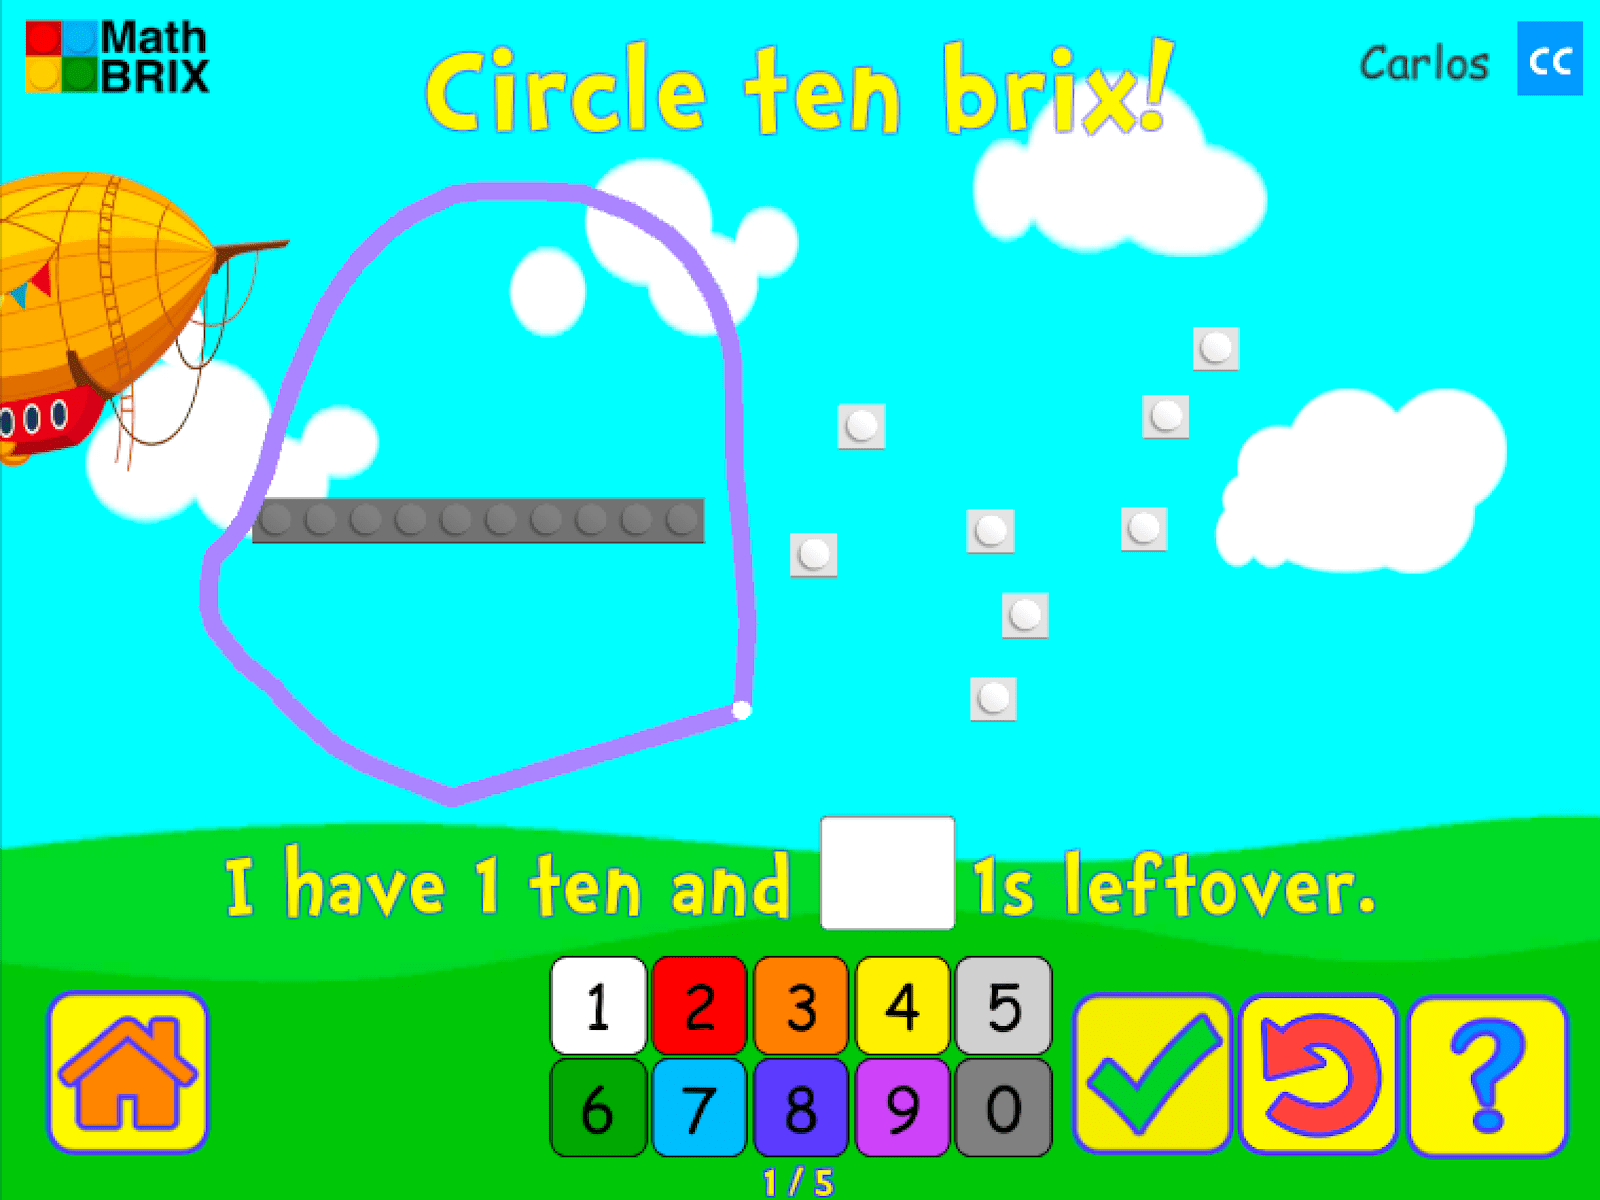 Math
BRIX
Circle ten brix!
Carlos
CC
I have 1 ten and 1s leftover.
1 2 3 4 5
6 7 8 9 0
?
1 / 5